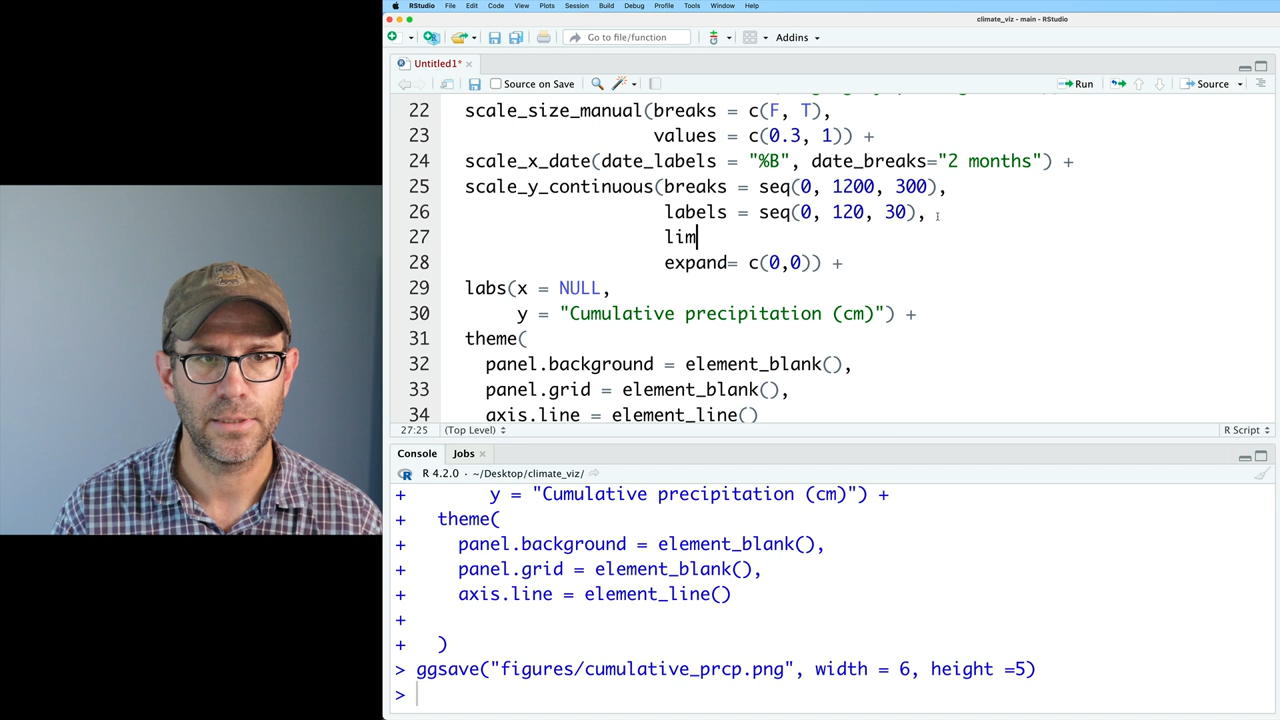 RStudio File Edit Code View Plots Session Build Debug Profile Tools Window Help
climate_viz - main - RStudio
Go to file/function Addins
Untitled1*
Source on Save Run Source
22 scale_size_manual(breaks = c(F, T),
23 values = c(0.3, 1)) +
24 scale_x_date(date_labels = "%B", date_breaks="2 months") +
25 scale_y_continuous(breaks = seq(0, 1200, 300),
26 labels = seq(0, 120, 30),
27 lim
28 expand= c(0,0)) +
29 labs(x = NULL,
30 y = "Cumulative precipitation (cm)") +
31 theme(
32 panel.background = element_blank(),
33 panel.grid = element_blank(),
34 axis.line = element_line()
27:25 (Top Level) R Script
Console Jobs
R 4.2.0 · ~/Desktop/climate_viz/
+ y = "Cumulative precipitation (cm)") +
+ theme(
+ panel.background = element_blank(),
+ panel.grid = element_blank(),
+ axis.line = element_line()
+
+ )
> ggsave("figures/cumulative_prcp.png", width = 6, height =5)
>